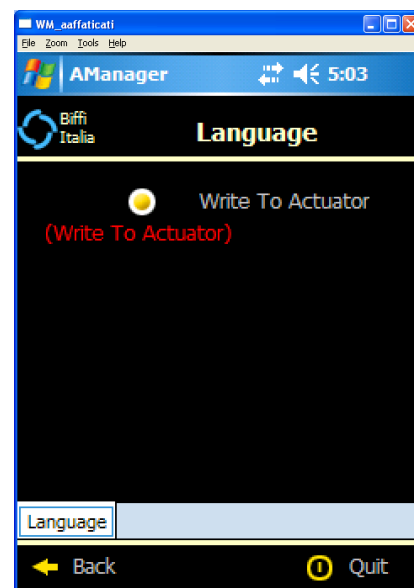 WM_aaffaticati
File Zoom Tools Help
AManager 5:03
Biffi
Italia
Language
Write To Actuator
(Write To Actuator)
Language
Back Quit